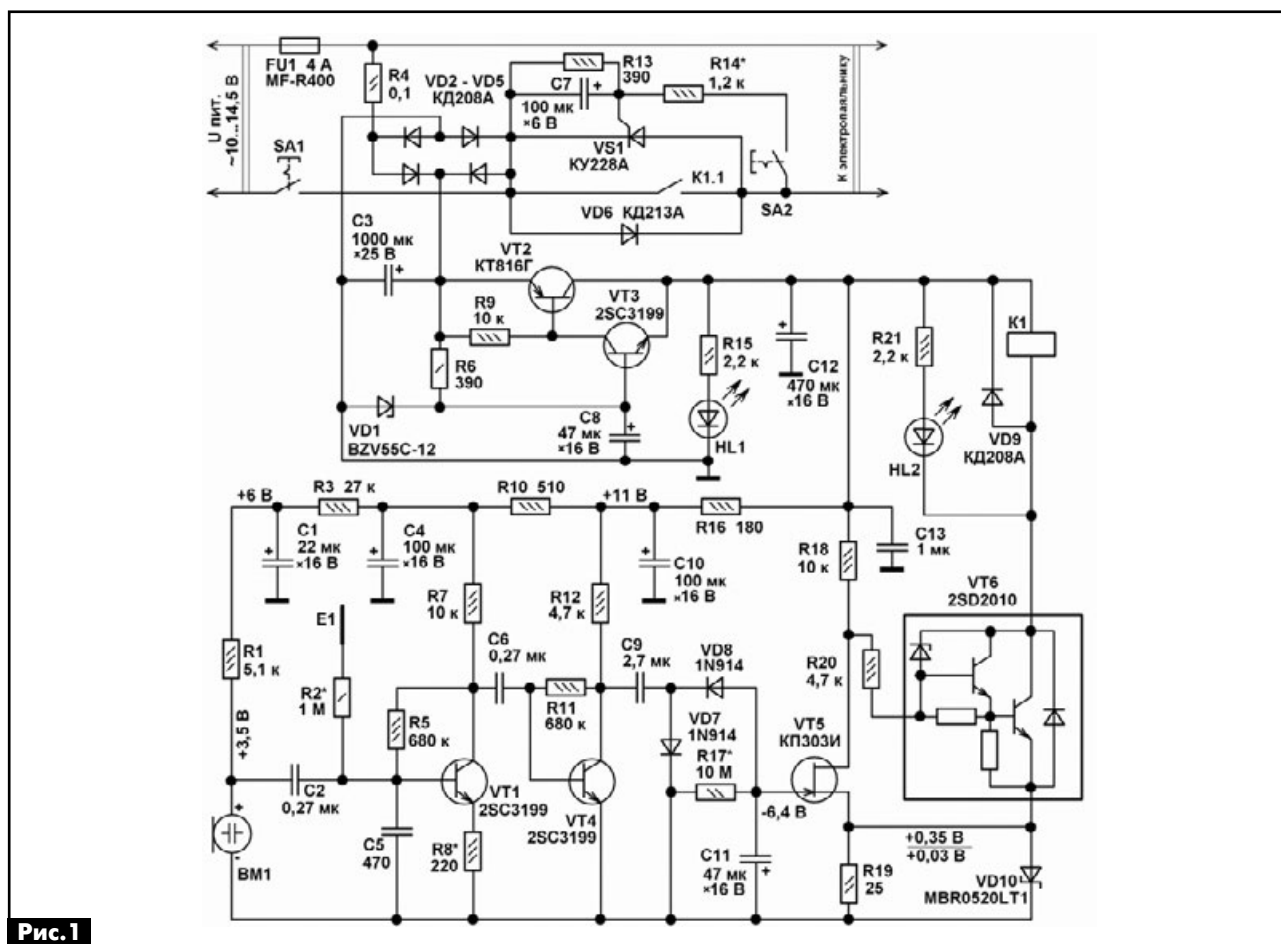 FU1 4 А
MF-R400
U пит.
~10...14,5 В
SA1
R4
0,1
VD2 - VD5
КД208А
R13
390
C7
+
100 мк
×6 В
R14*
1,2 к
VS1
КУ228А
К1.1
VD6 КД213А
SA2
К электропаяльнику
C3
1000 мк
×25 В
+
VT2
КТ816Г
R9
10 к
VT3
2SC3199
R6
390
VD1
BZV55C-12
C8
47 мк
×16 В
+
R15
2,2 к
HL1
+
C12
470 мк
×16 В
R21
2,2 к
HL2
К1
VD9
КД208А
+6 В
R3 27 к
R10 510
+11 В
R16 180
+
C1
22 мк
×16 В
+
C4
100 мк
×16 В
+
C10
100 мк
×16 В
C13
1 мк
R18
10 к
VT6
2SD2010
E1
R1
5,1 к
R2*
1 М
R7
10 к
R12
4,7 к
C6
0,27 мк
C9
2,7 мк
VD8
1N914
R20
4,7 к
+3,5 В
R5
680 к
R11
680 к
VD7
1N914
R17*
10 М
VT5
КП303И
C2
0,27 мк
VT1
2SC3199
VT4
2SC3199
-6,4 В
+
-
BM1
C5
470
R8*
220
C11
47 мк
×16 В
+
R19
25
+0,35 В
+0,03 В
VD10
MBR0520LT1
Рис.1